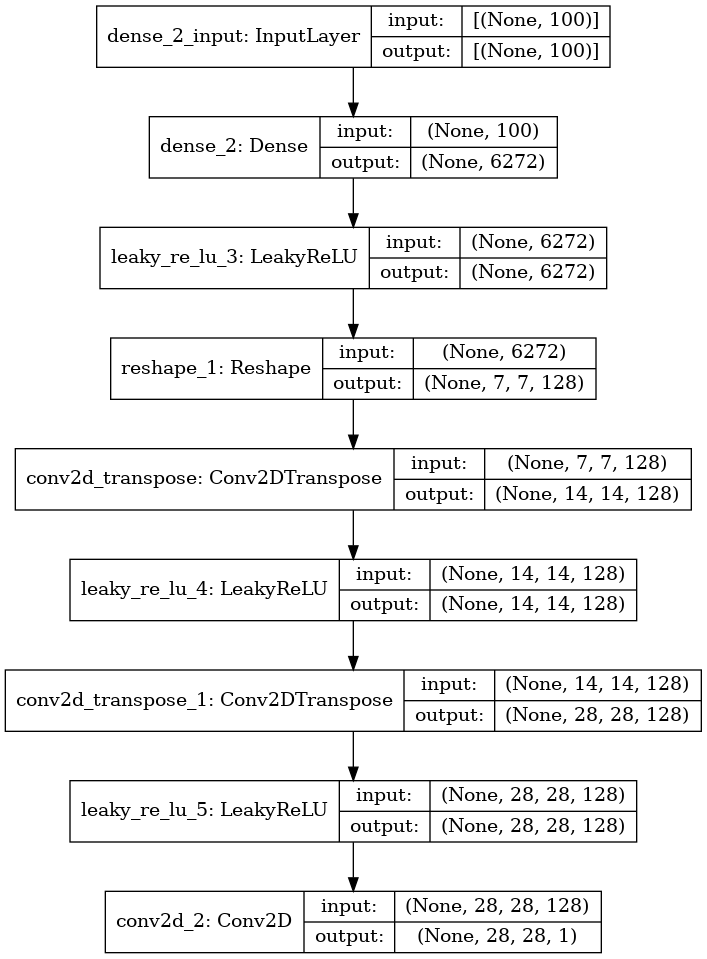 dense_2_input: InputLayer
input: [(None, 100)]
output: [(None, 100)]
dense_2: Dense
input: (None, 100)
output: (None, 6272)
leaky_re_lu_3: LeakyReLU
input: (None, 6272)
output: (None, 6272)
reshape_1: Reshape
input: (None, 6272)
output: (None, 7, 7, 128)
conv2d_transpose: Conv2DTranspose
input: (None, 7, 7, 128)
output: (None, 14, 14, 128)
leaky_re_lu_4: LeakyReLU
input: (None, 14, 14, 128)
output: (None, 14, 14, 128)
conv2d_transpose_1: Conv2DTranspose
input: (None, 14, 14, 128)
output: (None, 28, 28, 128)
leaky_re_lu_5: LeakyReLU
input: (None, 28, 28, 128)
output: (None, 28, 28, 128)
conv2d_2: Conv2D
input: (None, 28, 28, 128)
output: (None, 28, 28, 1)